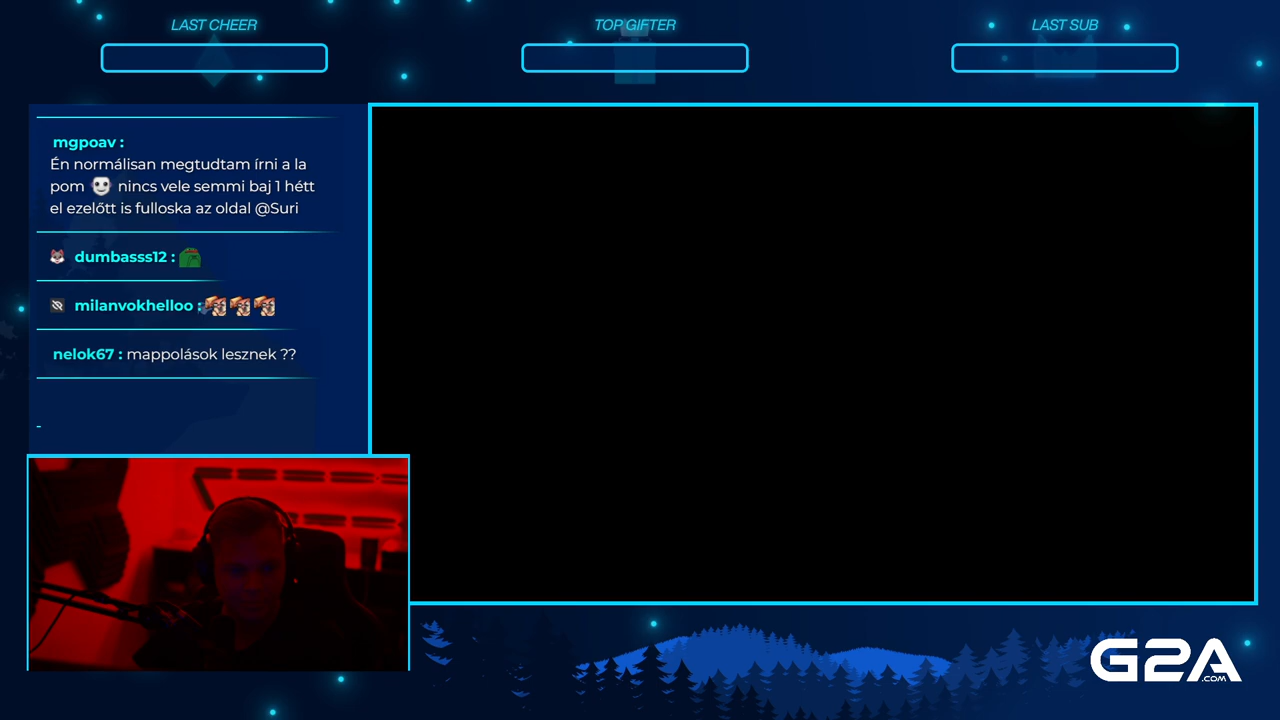 LAST CHEER
TOP GIFTER
LAST SUB
mgpoav :
Én normálisan megtudtam írni a la
pom nincs vele semmi baj 1 hétt
el ezelőtt is fulloska az oldal @Suri
dumbasss12 :
milanvokhelloo :
nelok67 : mappolások lesznek ??
-
G2A
.COM